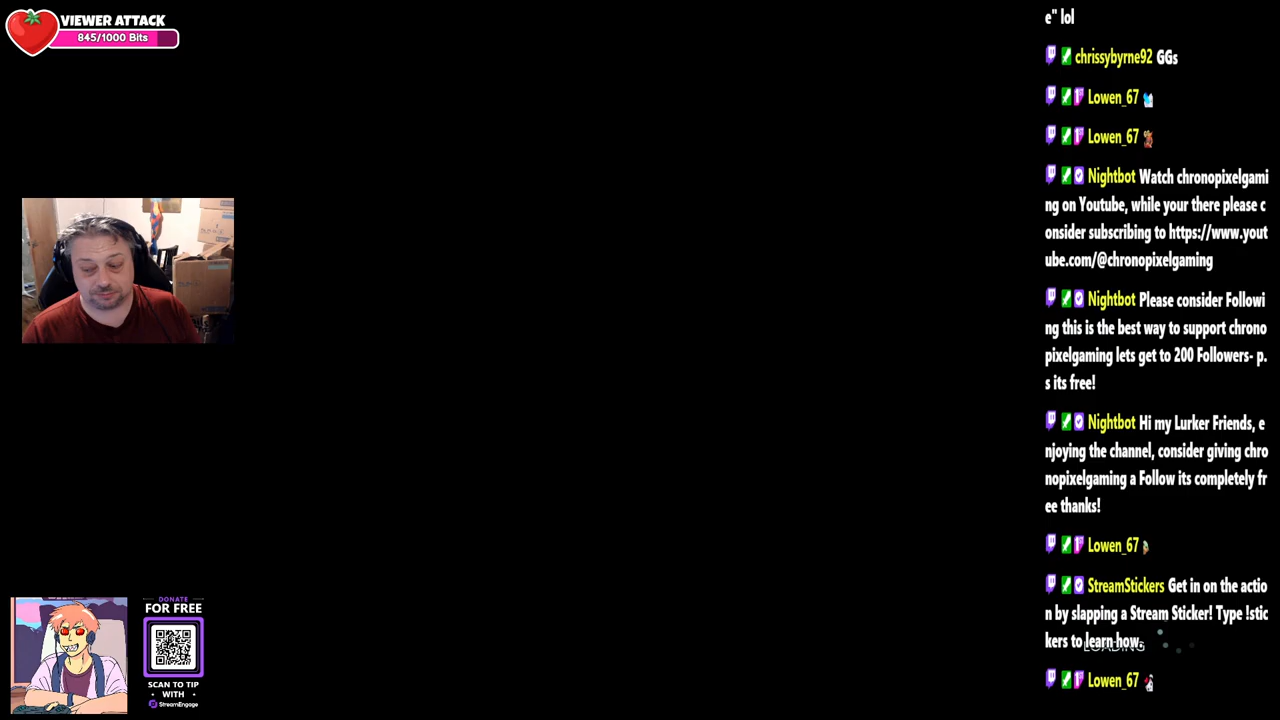 VIEWER ATTACK
845/1000 Bits
e" lol
chrissybyrne92 GGs
Lowen_67
Lowen_67
Nightbot Watch chronopixelgami
ng on Youtube, while your there please c
onsider subscribing to https://www.yout
ube.com/@chronopixelgaming
Nightbot Please consider Followi
ng this is the best way to support chrono
pixelgaming lets get to 200 Followers- p.
s its free!
Nightbot Hi my Lurker Friends, e
njoying the channel, consider giving chro
nopixelgaming a Follow its completely fr
ee thanks!
Lowen_67
StreamStickers Get in on the actio
n by slapping a Stream Sticker! Type !stic
kers to learn how.
LOADING
Lowen_67
DONATE
FOR FREE
SCAN TO TIP
WITH
StreamEngage